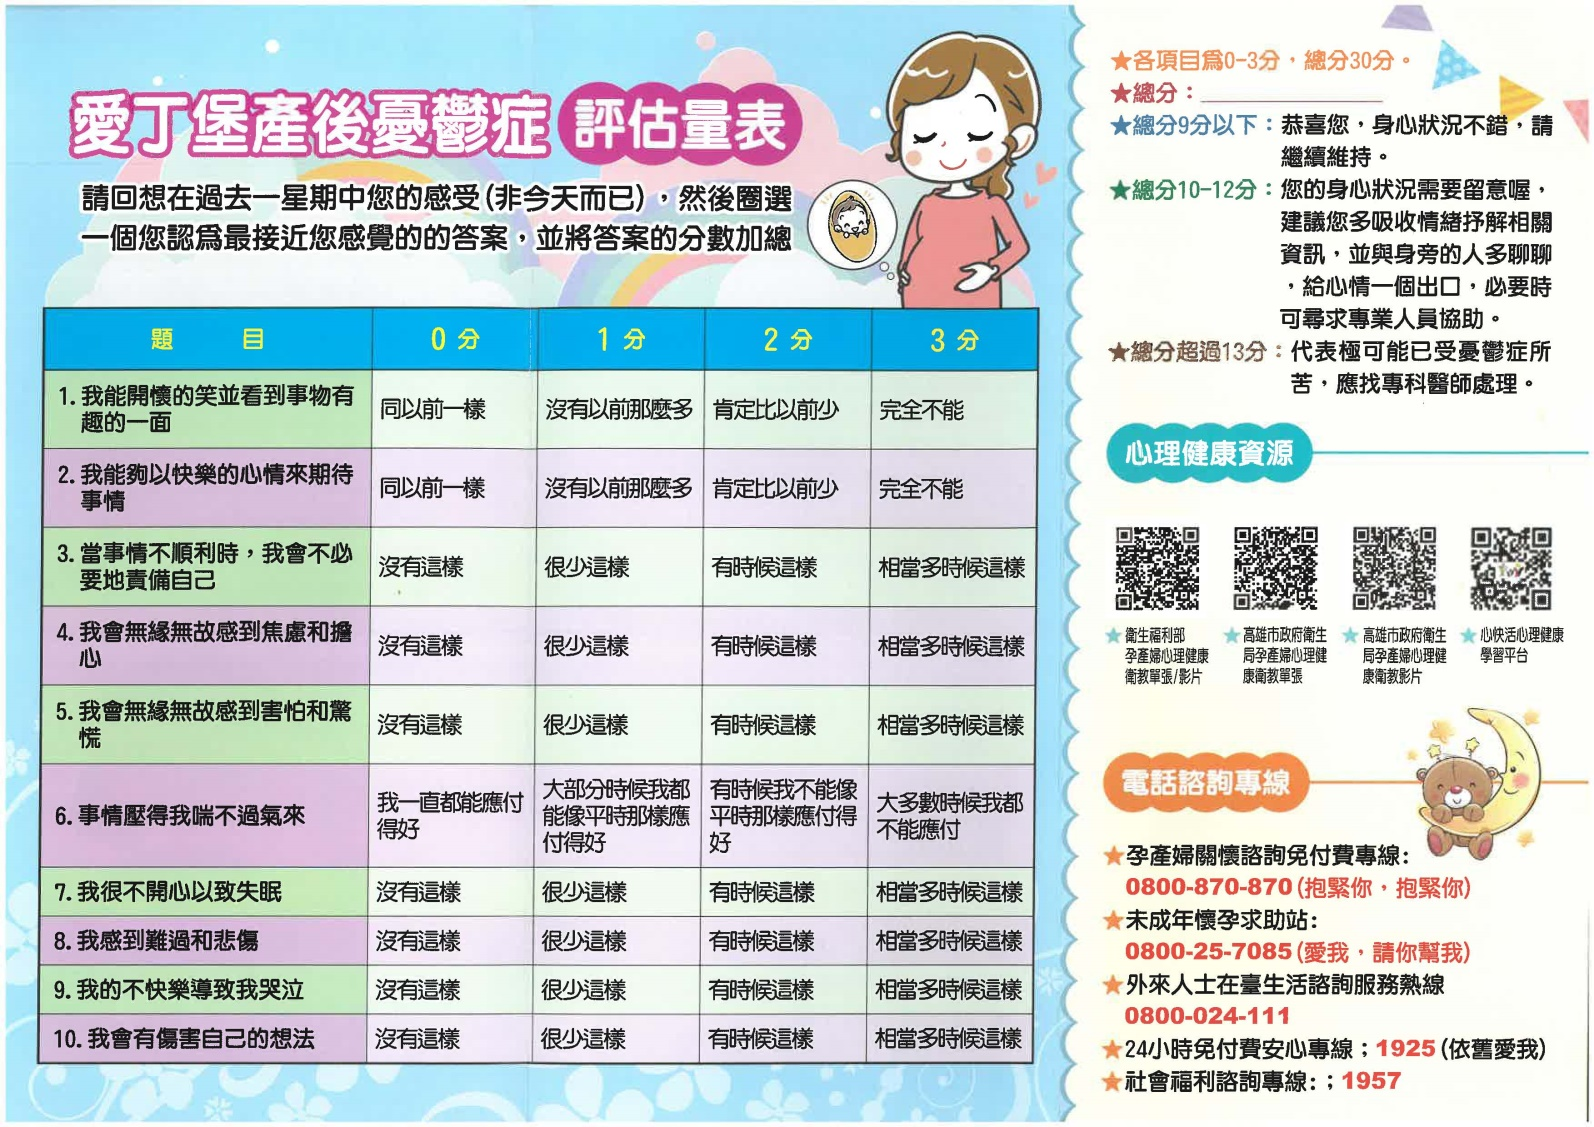 愛丁堡產後憂鬱症 評估量表
請回想在過去一星期中您的感受(非今天而已)，然後圈選
一個您認為最接近您感覺的的答案，並將答案的分數加總
題 目 0 分 1 分 2 分 3 分
1. 我能開懷的笑並看到事物有
趣的一面
同以前一樣 沒有以前那麼多 肯定比以前少 完全不能
2. 我能夠以快樂的心情來期待
事情
同以前一樣 沒有以前那麼多 肯定比以前少 完全不能
3. 當事情不順利時，我會不必
要地責備自己
沒有這樣 很少這樣 有時候這樣 相當多時候這樣
4. 我會無緣無故感到焦慮和擔
心
沒有這樣 很少這樣 有時候這樣 相當多時候這樣
5. 我會無緣無故感到害怕和驚
慌
沒有這樣 很少這樣 有時候這樣 相當多時候這樣
6. 事情壓得我喘不過氣來
我一直都能應付
得好
大部分時候我都
能像平時那樣應
付得好
有時候我不能像
平時那樣應付得
好
大多數時候我都
不能應付
7. 我很不開心以致失眠 沒有這樣 很少這樣 有時候這樣 相當多時候這樣
8. 我感到難過和悲傷 沒有這樣 很少這樣 有時候這樣 相當多時候這樣
9. 我的不快樂導致我哭泣 沒有這樣 很少這樣 有時候這樣 相當多時候這樣
10. 我會有傷害自己的想法 沒有這樣 很少這樣 有時候這樣 相當多時候這樣
★各項目為0-3分，總分30分。
★總分：
★總分9分以下：恭喜您，身心狀況不錯，請
繼續維持。
★總分10-12分：您的身心狀況需要留意喔，
建議您多吸收情緒抒解相關
資訊，並與身旁的人多聊聊
，給心情一個出口，必要時
可尋求專業人員協助。
★總分超過13分：代表極可能已受憂鬱症所
苦，應找專科醫師處理。
心理健康資源
★衛生福利部
孕產婦心理健康
衛教單張/影片
★高雄市政府衛生
局孕產婦心理健
康衛教單張
★高雄市政府衛生
局孕產婦心理健
康衛教影片
★心快活心理健康
學習平台
電話諮詢專線
★孕產婦關懷諮詢免付費專線:
0800-870-870(抱緊你，抱緊你)
★未成年懷孕求助站:
0800-25-7085(愛我，請你幫我)
★外來人士在臺生活諮詢服務熱線
0800-024-111
★24小時免付費安心專線；1925(依舊愛我)
★社會福利諮詢專線:；1957